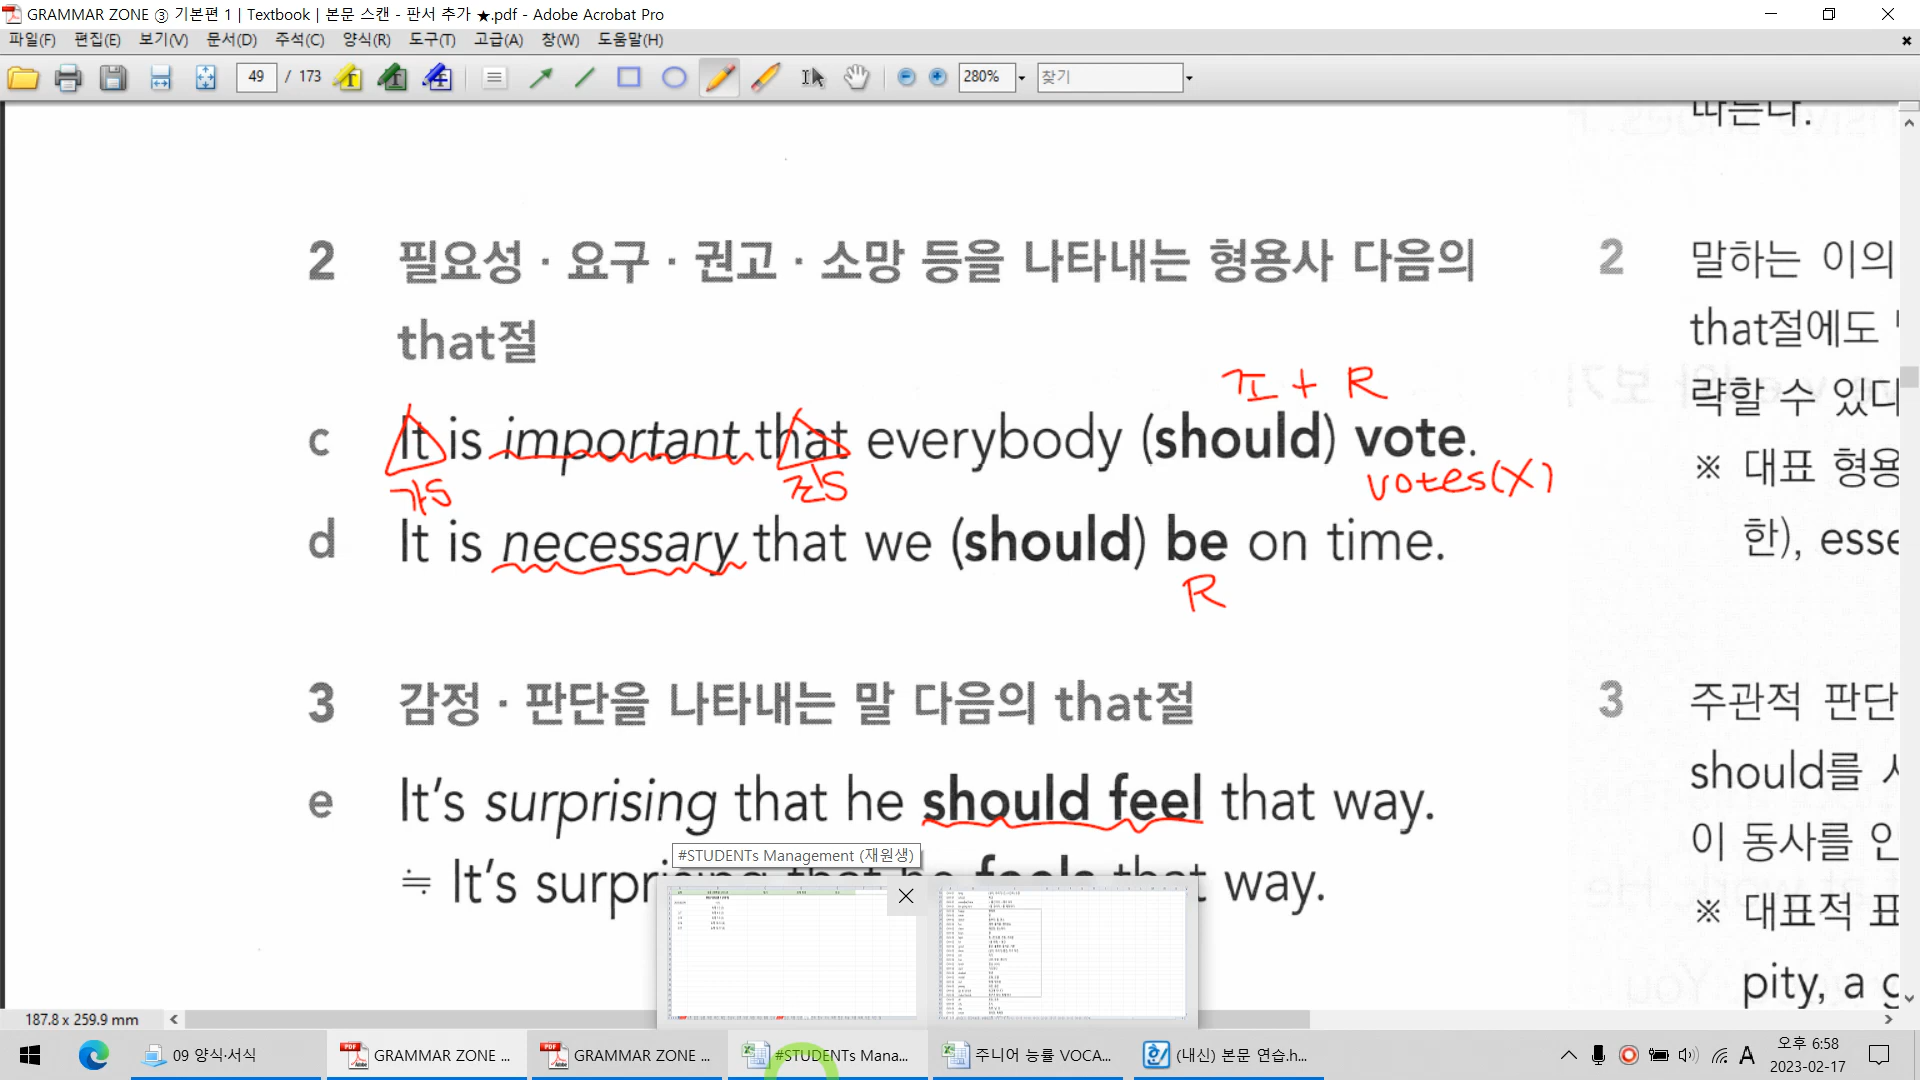 GRAMMAR ZONE ③ 기본편 1 | Textbook | 본문 스캔 - 판서 추가 ★.pdf - Adobe Acrobat Pro
파일(F) 편집(E) 보기(V) 문서(D) 주석(C) 양식(R) 도구(T) 고급(A) 창(W) 도움말(H)
49 / 173 280% 찾기
따른다.
2 필요성 · 요구 · 권고 · 소망 등을 나타내는 형용사 다음의
that절
조 + R
c It is important that everybody (should) vote.
가S 진S votes(X)
d It is necessary that we (should) be on time.
R
3 감정 · 판단을 나타내는 말 다음의 that절
e It's surprising that he should feel that way.
≒ It's surprising that he feels that way.
2 말하는 이의
that절에도
략할 수 있다
※ 대표 형용
한), esse
3 주관적 판단
should를
이 동사를 인
※ 대표적 표
pity, a g
#STUDENTs Management (재원생)
187.8 x 259.9 mm
09 양식·서식 GRAMMAR ZONE ... GRAMMAR ZONE ... #STUDENTs Mana... 주니어 능률 VOCA... (내신) 본문 연습.h... A 오후 6:58
2023-02-17